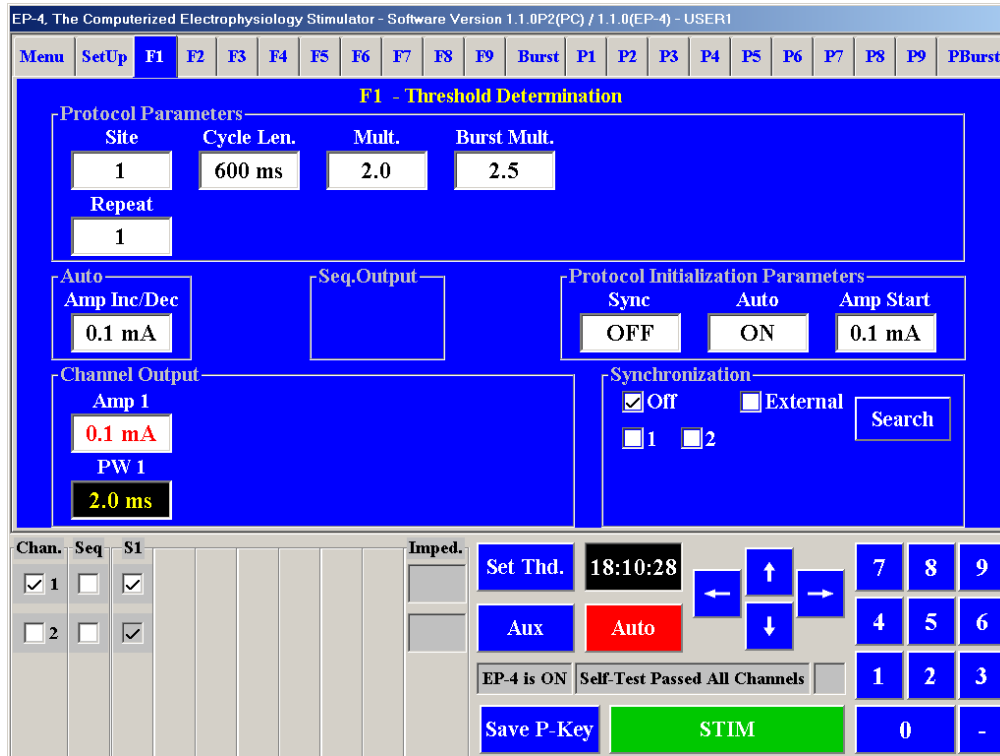 EP-4, The Computerized Electrophysiology Stimulator - Software Version 1.1.0P2(PC) / 1.1.0(EP-4) - USER1
Menu SetUp F1 F2 F3 F4 F5 F6 F7 F8 F9 Burst P1 P2 P3 P4 P5 P6 P7 P8 P9 PBurst
F1 - Threshold Determination
Protocol Parameters
Site Cycle Len. Mult. Burst Mult.
1 600 ms 2.0 2.5
Repeat
1
Auto Seq.Output Protocol Initialization Parameters
Amp Inc/Dec Sync Auto Amp Start
0.1 mA OFF ON 0.1 mA
Channel Output Synchronization
Amp 1 Off External
0.1 mA 1 2 Search
PW 1
2.0 ms
Chan. Seq S1 Imped.
1 Set Thd. 18:10:28 7 8 9
2 Aux Auto 4 5 6
EP-4 is ON Self-Test Passed All Channels 1 2 3
Save P-Key STIM 0 -